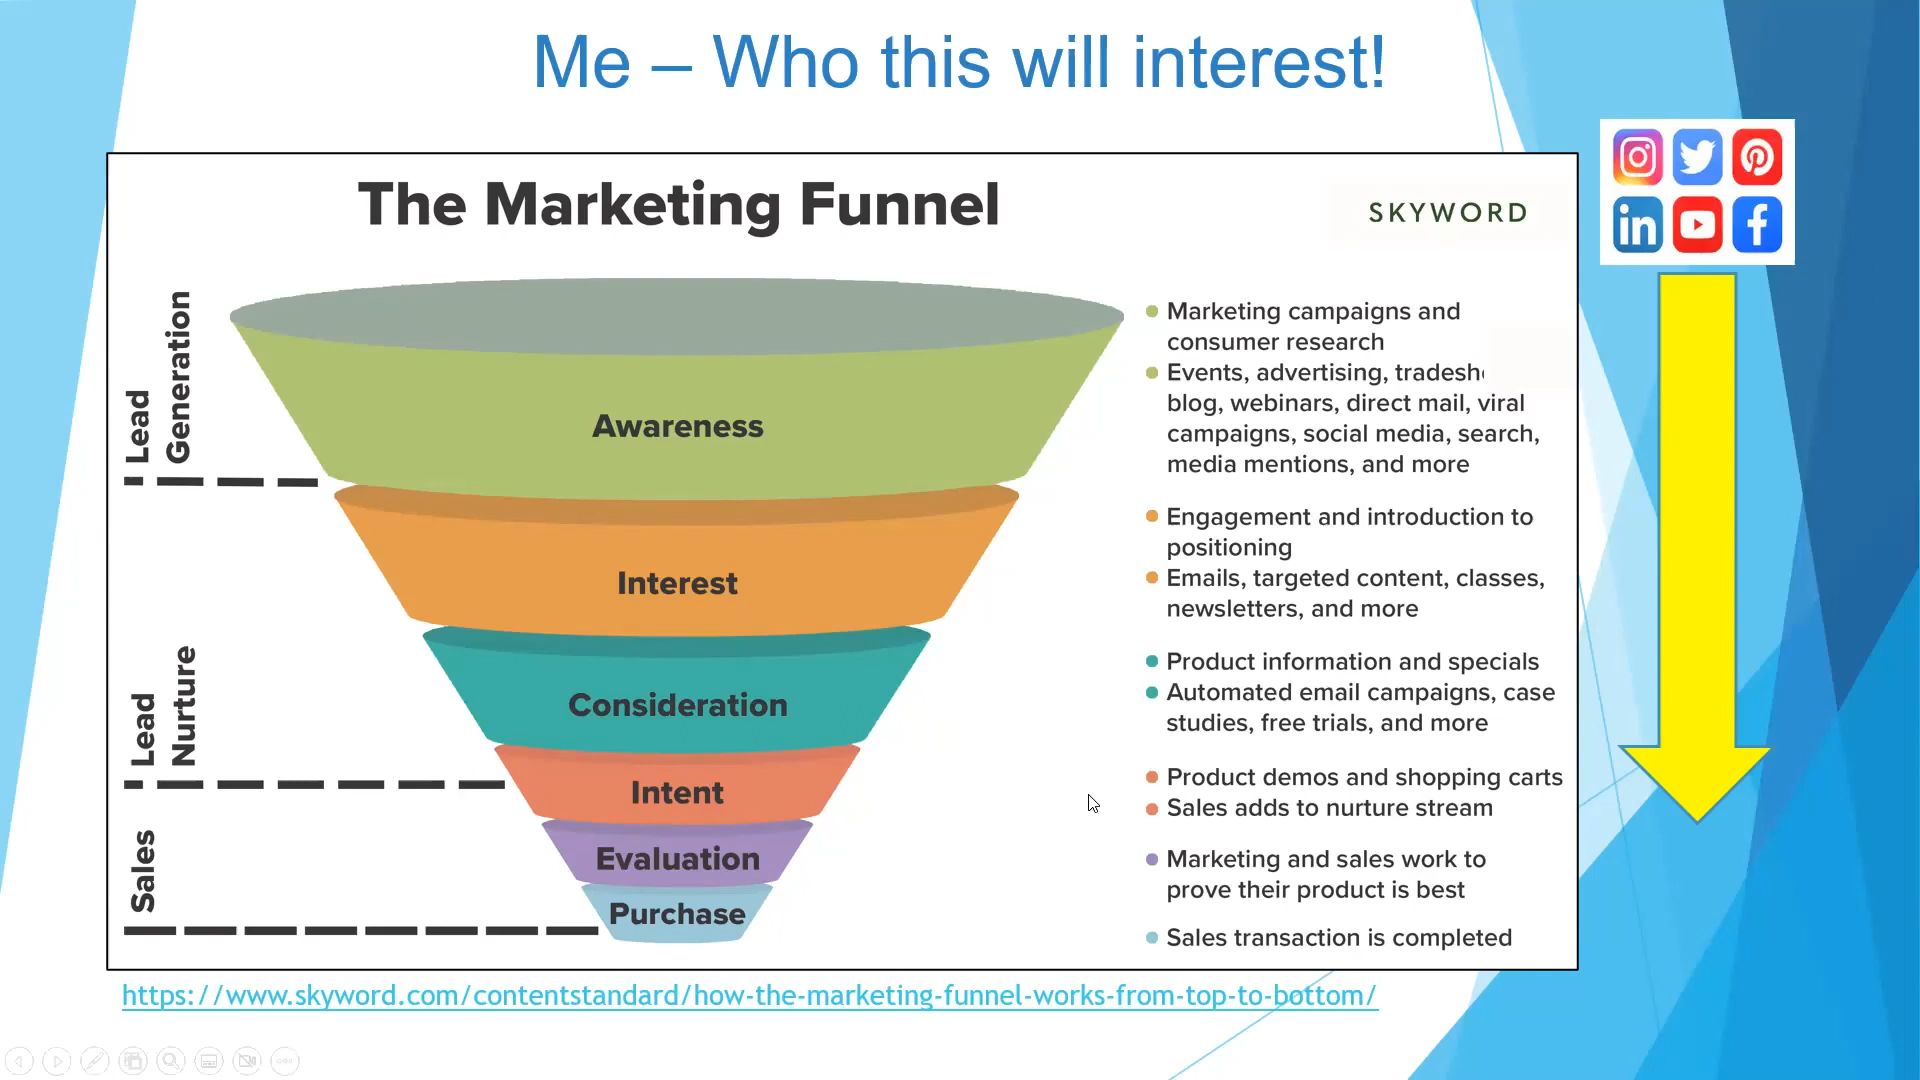 Me – Who this will interest!
The Marketing Funnel
SKYWORD
in
f
Lead
Generation
Awareness
Marketing campaigns and
consumer research
Events, advertising,
blog, webinars, direct mail, viral
campaigns, social media, search,
media mentions, and more
Interest
Engagement and introduction to
positioning
Emails, targeted content, classes,
newsletters, and more
Lead
Nurture
Consideration
Product information and specials
Automated email campaigns, case
studies, free trials, and more
Intent
Product demos and shopping carts
Sales adds to nurture stream
Sales
Evaluation
Marketing and sales work to
prove their product is best
Purchase
Sales transaction is completed
https://www.skyword.com/contentstandard/how-the-marketing-funnel-works-from-top-to-bottom/